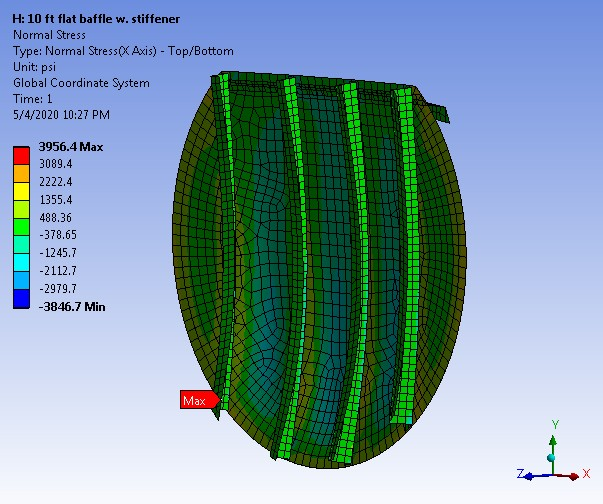 H: 10 ft flat baffle w. stiffener
Normal Stress
Type: Normal Stress(X Axis) - Top/Bottom
Unit: psi
Global Coordinate System
Time: 1
5/4/2020 10:27 PM
3956.4 Max
3089.4
2222.4
1355.4
488.36
-378.65
-1245.7
-2112.7
-2979.7
-3846.7 Min
Max
Y
Z
X